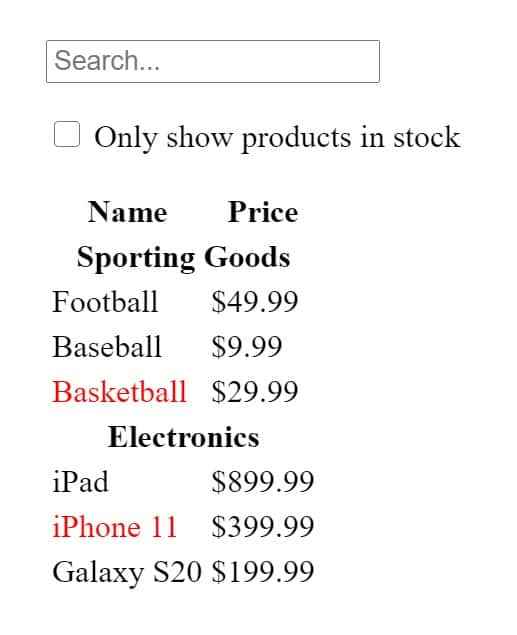 Search...
Only show products in stock
Name Price
Sporting Goods
Football $49.99
Baseball $9.99
Basketball $29.99
Electronics
iPad $899.99
iPhone 11 $399.99
Galaxy S20 $199.99